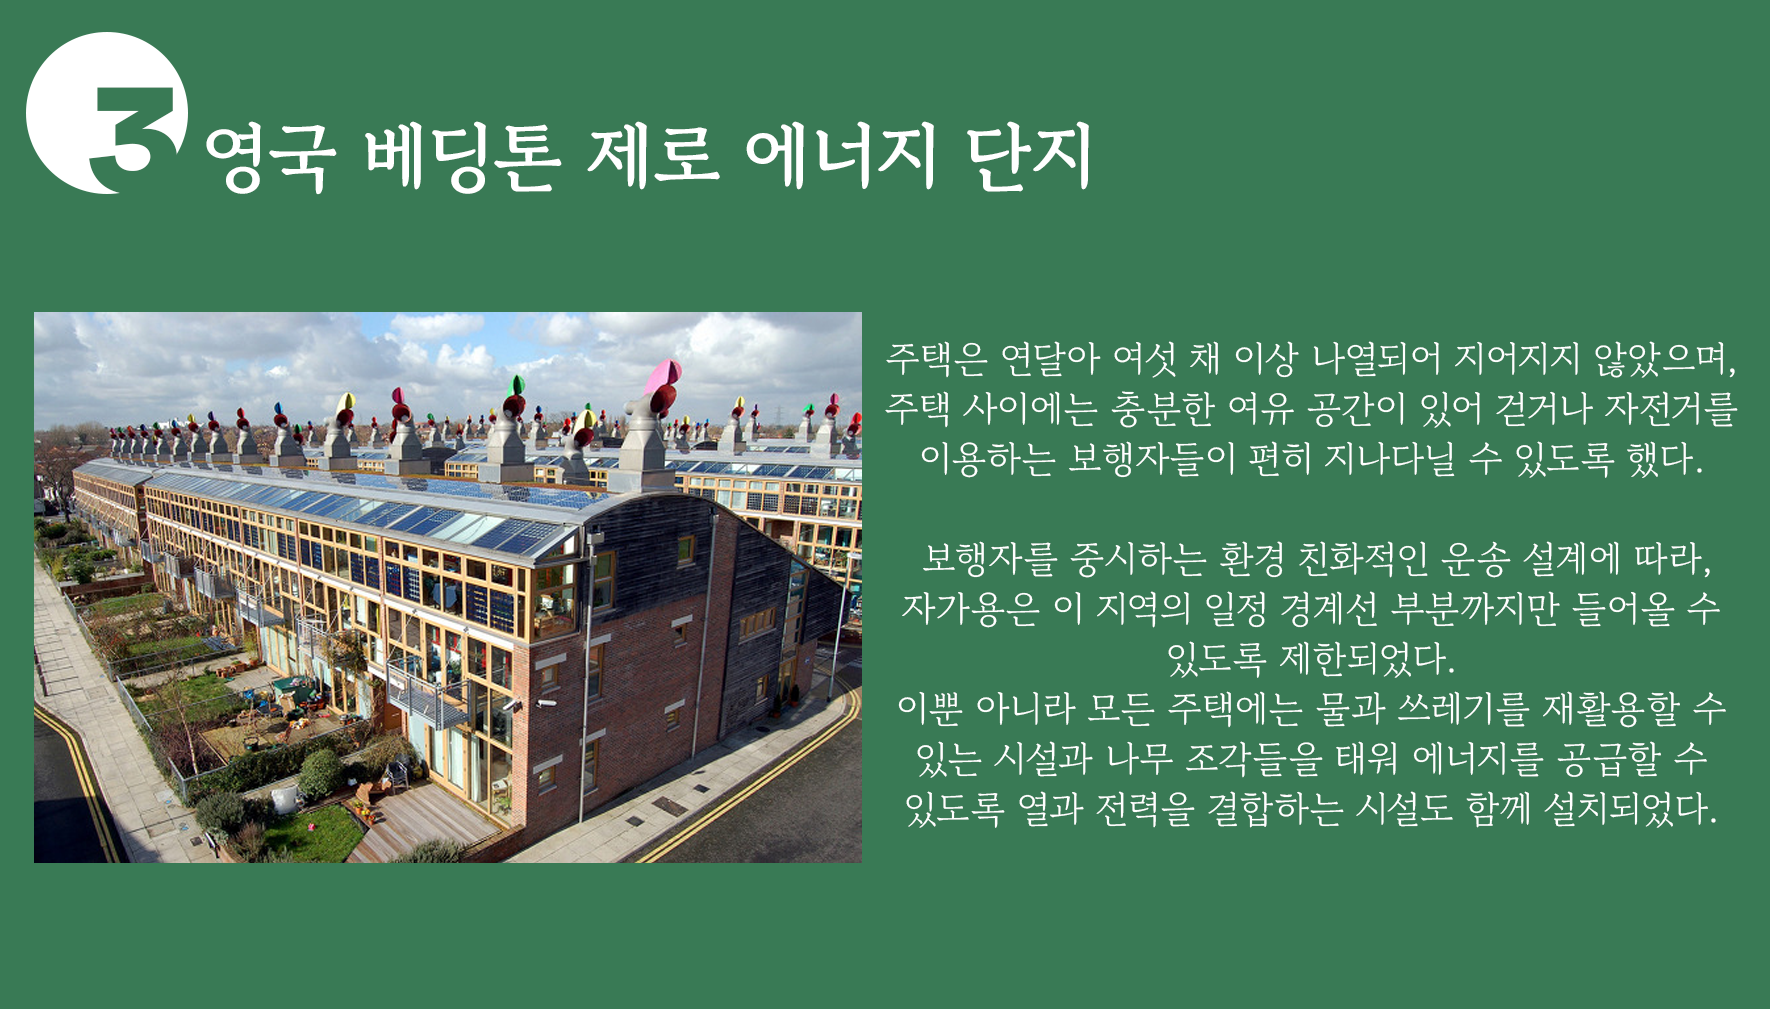 3
영국 베딩톤 제로 에너지 단지
주택은 연달아 여섯 채 이상 나열되어 지어지지 않았으며,
주택 사이에는 충분한 여유 공간이 있어 걷거나 자전거를
이용하는 보행자들이 편히 지나다닐 수 있도록 했다.
보행자를 중시하는 환경 친화적인 운송 설계에 따라,
자가용은 이 지역의 일정 경계선 부분까지만 들어올 수
있도록 제한되었다.
이뿐 아니라 모든 주택에는 물과 쓰레기를 재활용할 수
있는 시설과 나무 조각들을 태워 에너지를 공급할 수
있도록 열과 전력을 결합하는 시설도 함께 설치되었다.